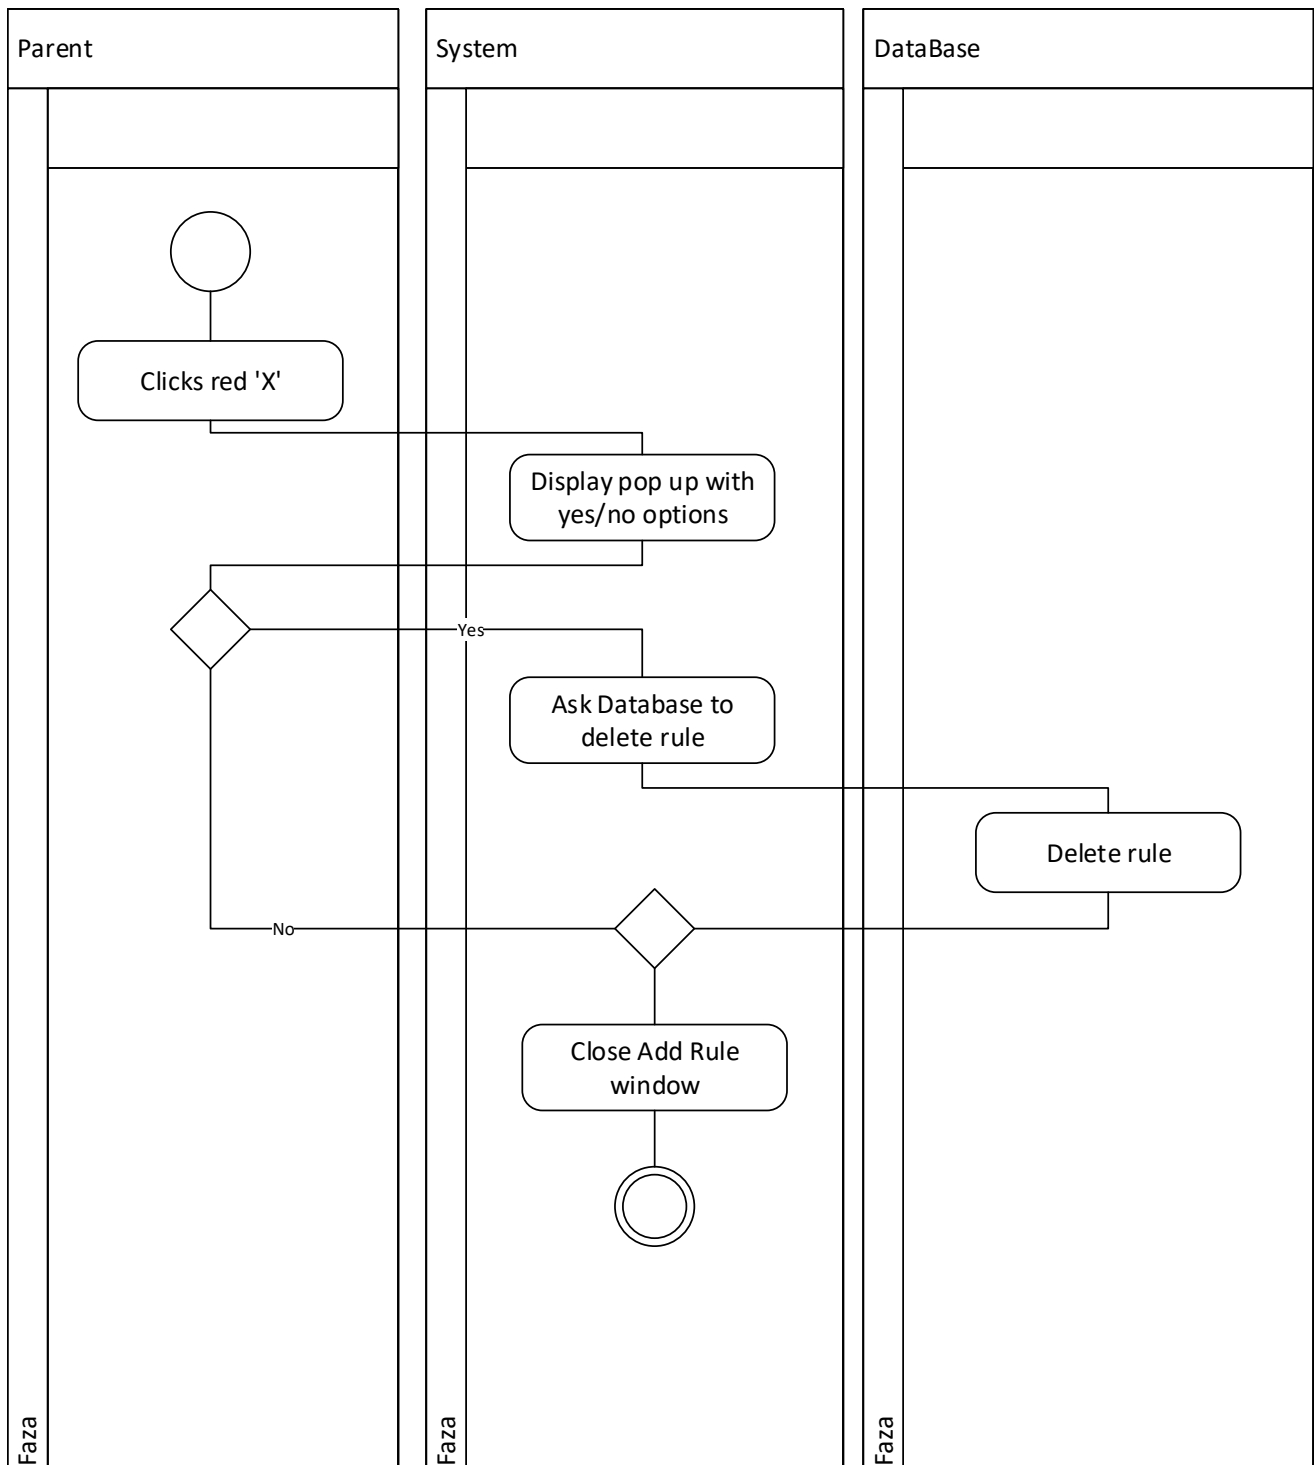 Parent
System
DataBase
Clicks red 'X'
Display pop up with
yes/no options
Yes
Ask Database to
delete rule
Delete rule
No
Close Add Rule
window
Faza
Faza
Faza